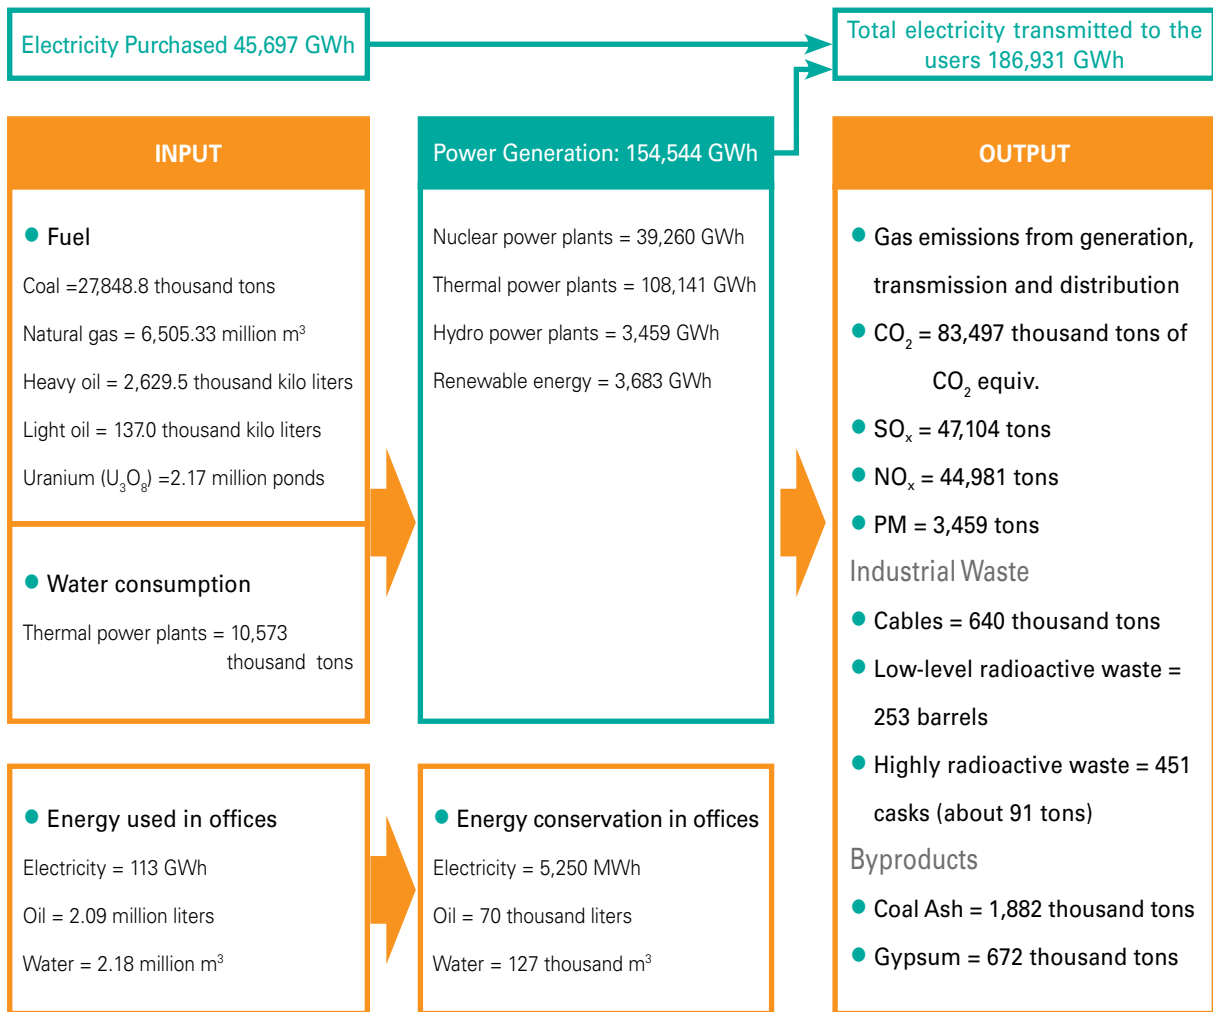 Electricity Purchased 45,697 GWh
Total electricity transmitted to the
users 186,931 GWh
INPUT
● Fuel
Coal =27,848.8 thousand tons
Natural gas = 6,505.33 million m³
Heavy oil = 2,629.5 thousand kilo liters
Light oil = 137.0 thousand kilo liters
Uranium (U₃O₈) =2.17 million ponds
● Water consumption
Thermal power plants = 10,573
thousand tons
Power Generation: 154,544 GWh
Nuclear power plants = 39,260 GWh
Thermal power plants = 108,141 GWh
Hydro power plants = 3,459 GWh
Renewable energy = 3,683 GWh
OUTPUT
● Gas emissions from generation,
transmission and distribution
● CO₂ = 83,497 thousand tons of
CO₂ equiv.
● SOₓ = 47,104 tons
● NOₓ = 44,981 tons
● PM = 3,459 tons
Industrial Waste
● Cables = 640 thousand tons
● Low-level radioactive waste =
253 barrels
● Highly radioactive waste = 451
casks (about 91 tons)
Byproducts
● Coal Ash = 1,882 thousand tons
● Gypsum = 672 thousand tons
● Energy used in offices
Electricity = 113 GWh
Oil = 2.09 million liters
Water = 2.18 million m³
● Energy conservation in offices
Electricity = 5,250 MWh
Oil = 70 thousand liters
Water = 127 thousand m³